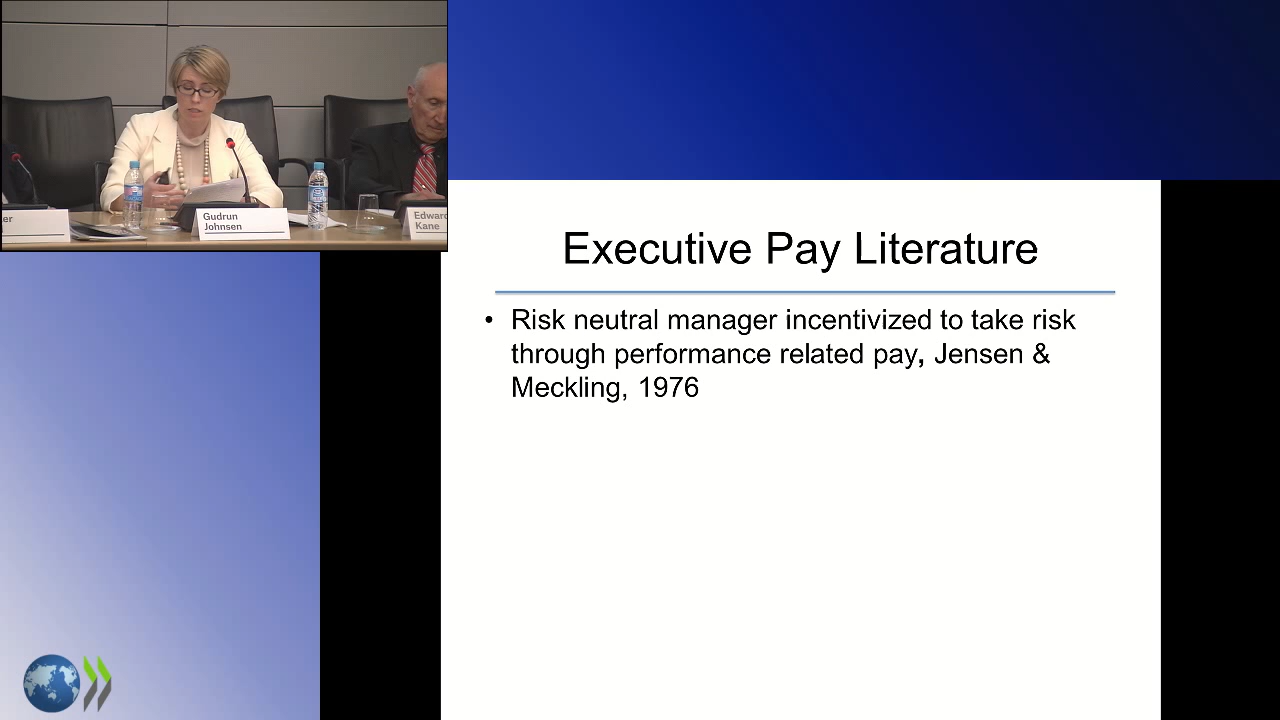 er
Gudrun
Johnsen
Edward
Kane
Executive Pay Literature
• Risk neutral manager incentivized to take risk
through performance related pay, Jensen &
Meckling, 1976